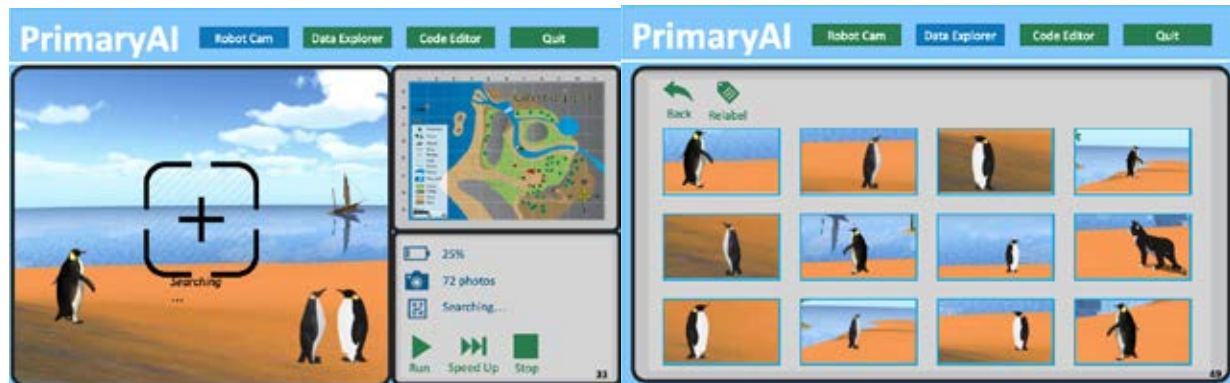 PrimaryAI Robot Cam Data Explorer Code Editor Quit
Searching
...
25%
72 photos
Searching...
Run Speed Up Stop
33
PrimaryAI Robot Cam Data Explorer Code Editor Quit
Back Relabel
49